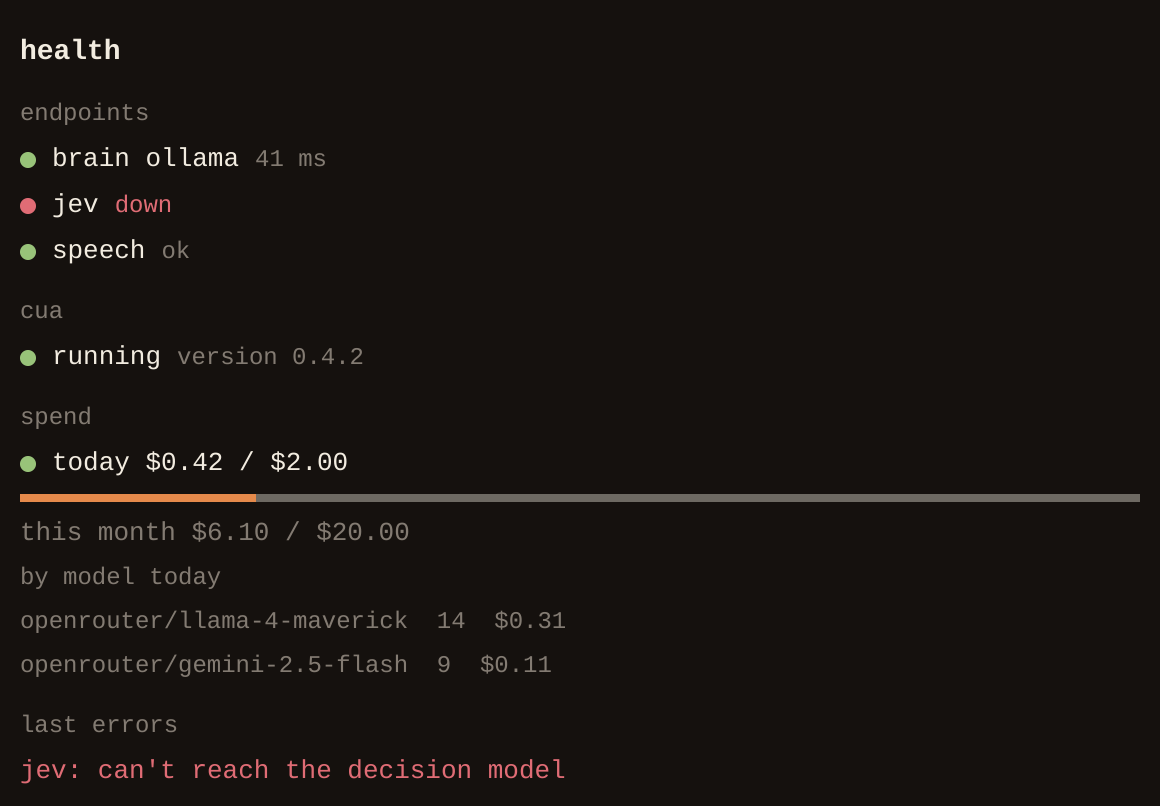 health
endpoints
brain ollama 41 ms
jev down
speech ok
cua
running version 0.4.2
spend
today $0.42 / $2.00
this month $6.10 / $20.00
by model today
openrouter/llama-4-maverick 14 $0.31
openrouter/gemini-2.5-flash 9 $0.11
last errors
jev: can't reach the decision model